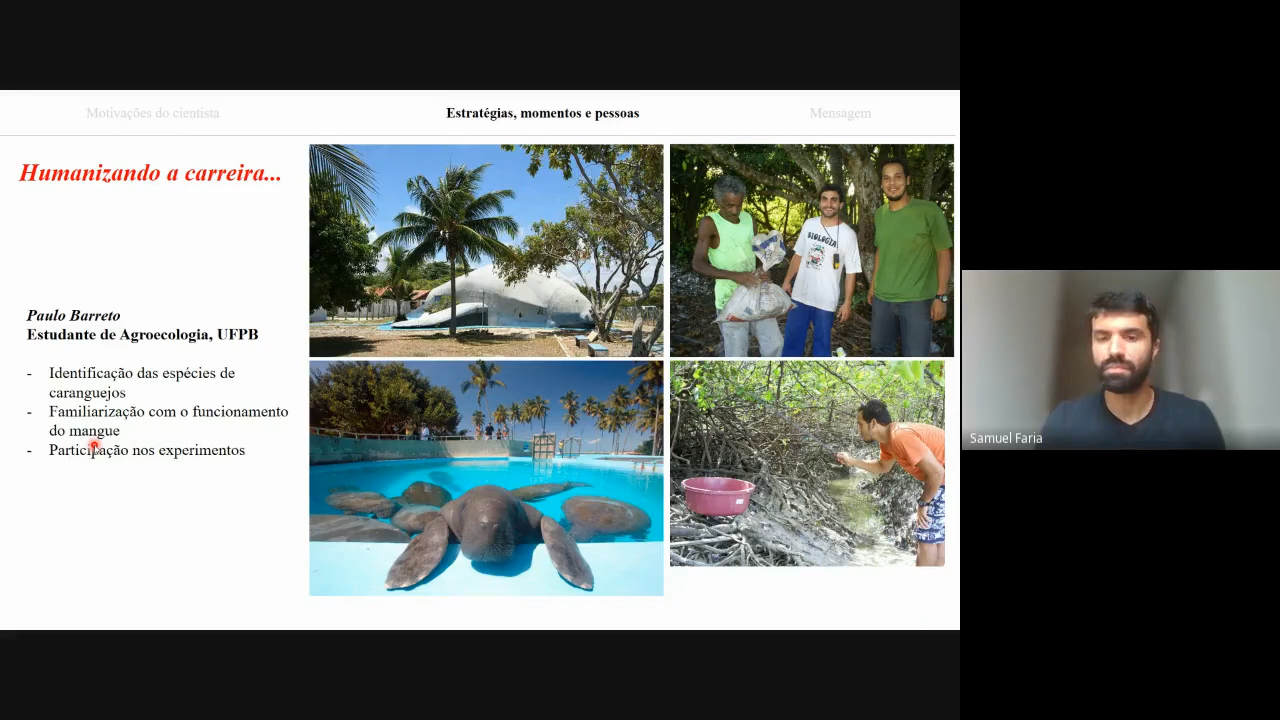 Motivações do cientista
Estratégias, momentos e pessoas
Mensagem
Humanizando a carreira...
Paulo Barreto
Estudante de Agroecologia, UFPB
- Identificação das espécies de
caranguejos
- Familiarização com o funcionamento
do mangue
- Participação nos experimentos
BIOLOGIA
Samuel Faria